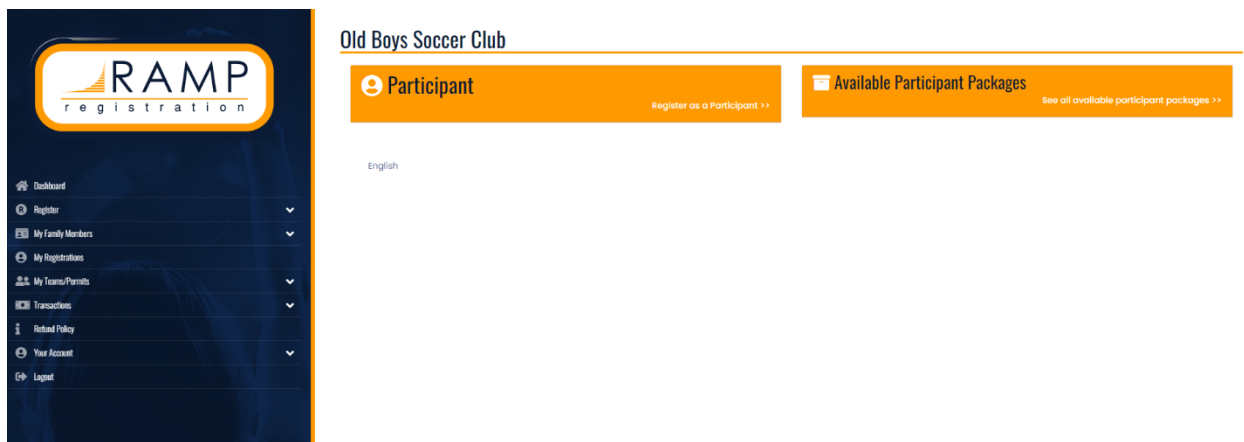 RAMP
registration
Dashboard
Register
My Family Members
My Registrations
My Teams/Permits
Transactions
Refund Policy
Your Account
Logout
Old Boys Soccer Club
Participant
Register as a Participant >>
Available Participant Packages
See all available participant packages >>
English